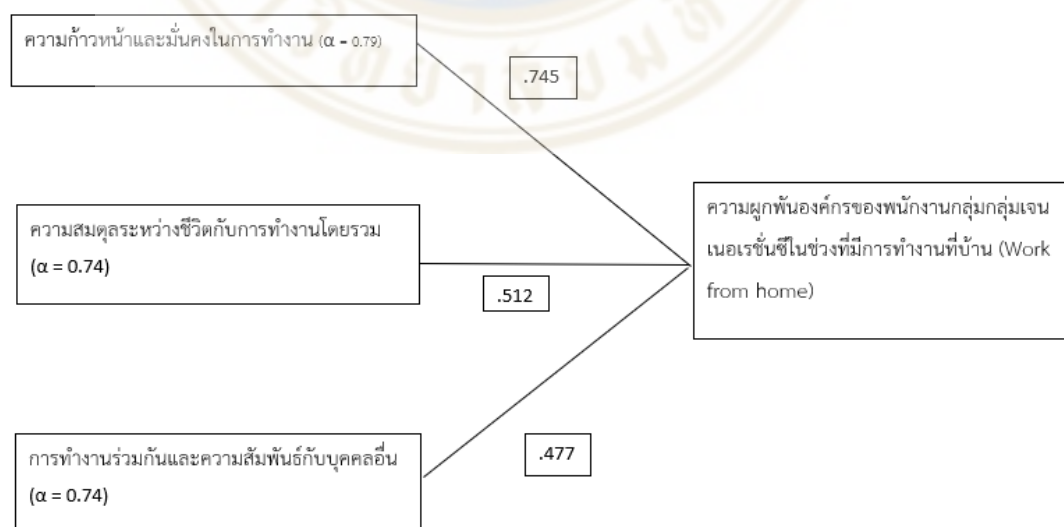 ความก้าวหน้าและมั่นคงในการทำงาน (α = 0.79)
.745
ความสมดุลระหว่างชีวิตกับการทำงานโดยรวม
(α = 0.74)
.512
ความผูกพันองค์กรของพนักงานกลุ่มกลุ่มเจน
เนอเรชั่นซีในช่วงที่มีการทำงานที่บ้าน (Work
from home)
การทำงานร่วมกันและความสัมพันธ์กับบุคคลอื่น
(α = 0.74)
.477